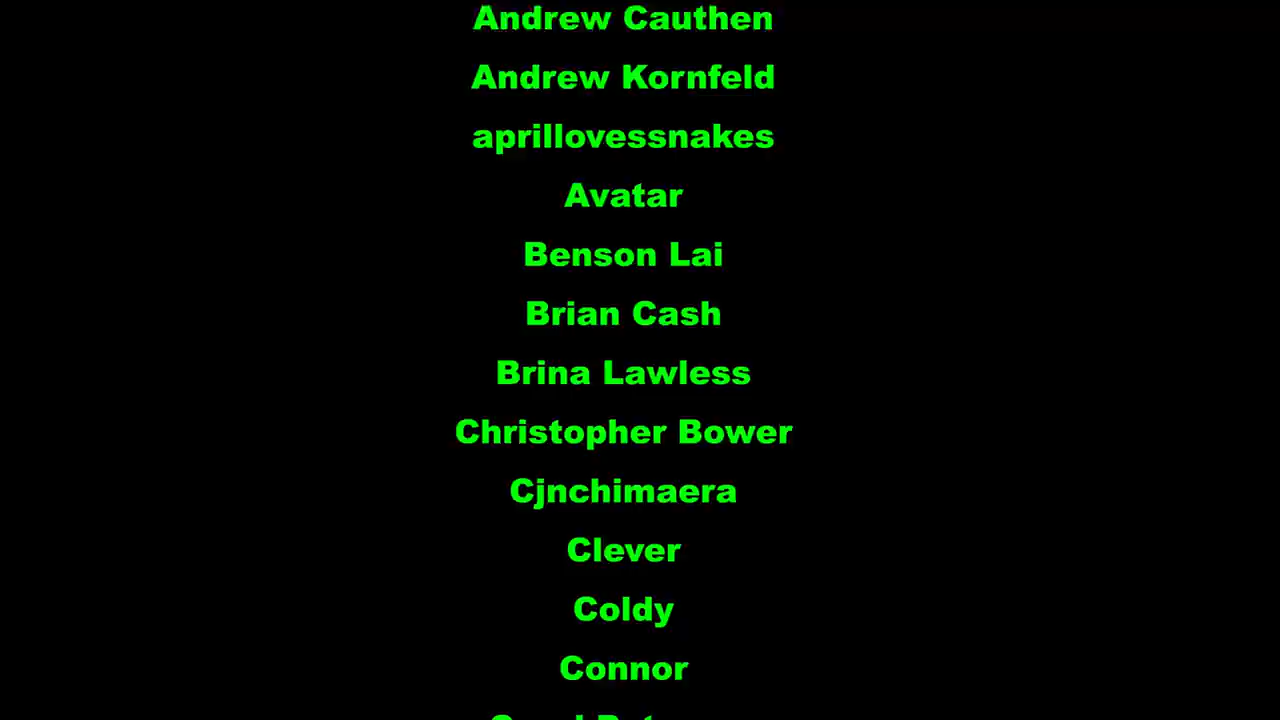 Andrew Cauthen
Andrew Kornfeld
aprillovessnakes
Avatar
Benson Lai
Brian Cash
Brina Lawless
Christopher Bower
Cjnchimaera
Clever
Coldy
Connor